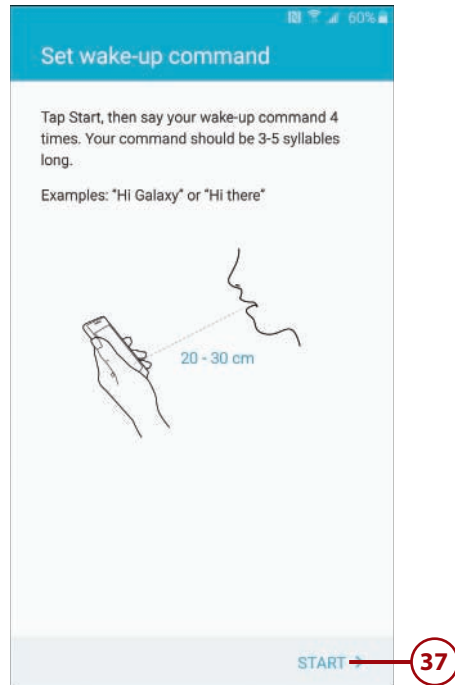 60%
Set wake-up command
Tap Start, then say your wake-up command 4
times. Your command should be 3-5 syllables
long.
Examples: "Hi Galaxy" or "Hi there"
20 - 30 cm
START
37